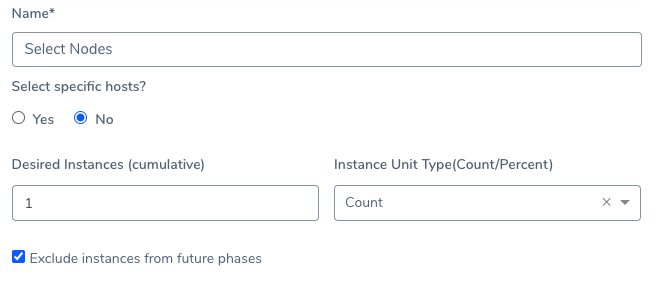 Name*
Select Nodes
Select specific hosts?
Yes No
Desired Instances (cumulative) Instance Unit Type(Count/Percent)
1 Count
Exclude instances from future phases